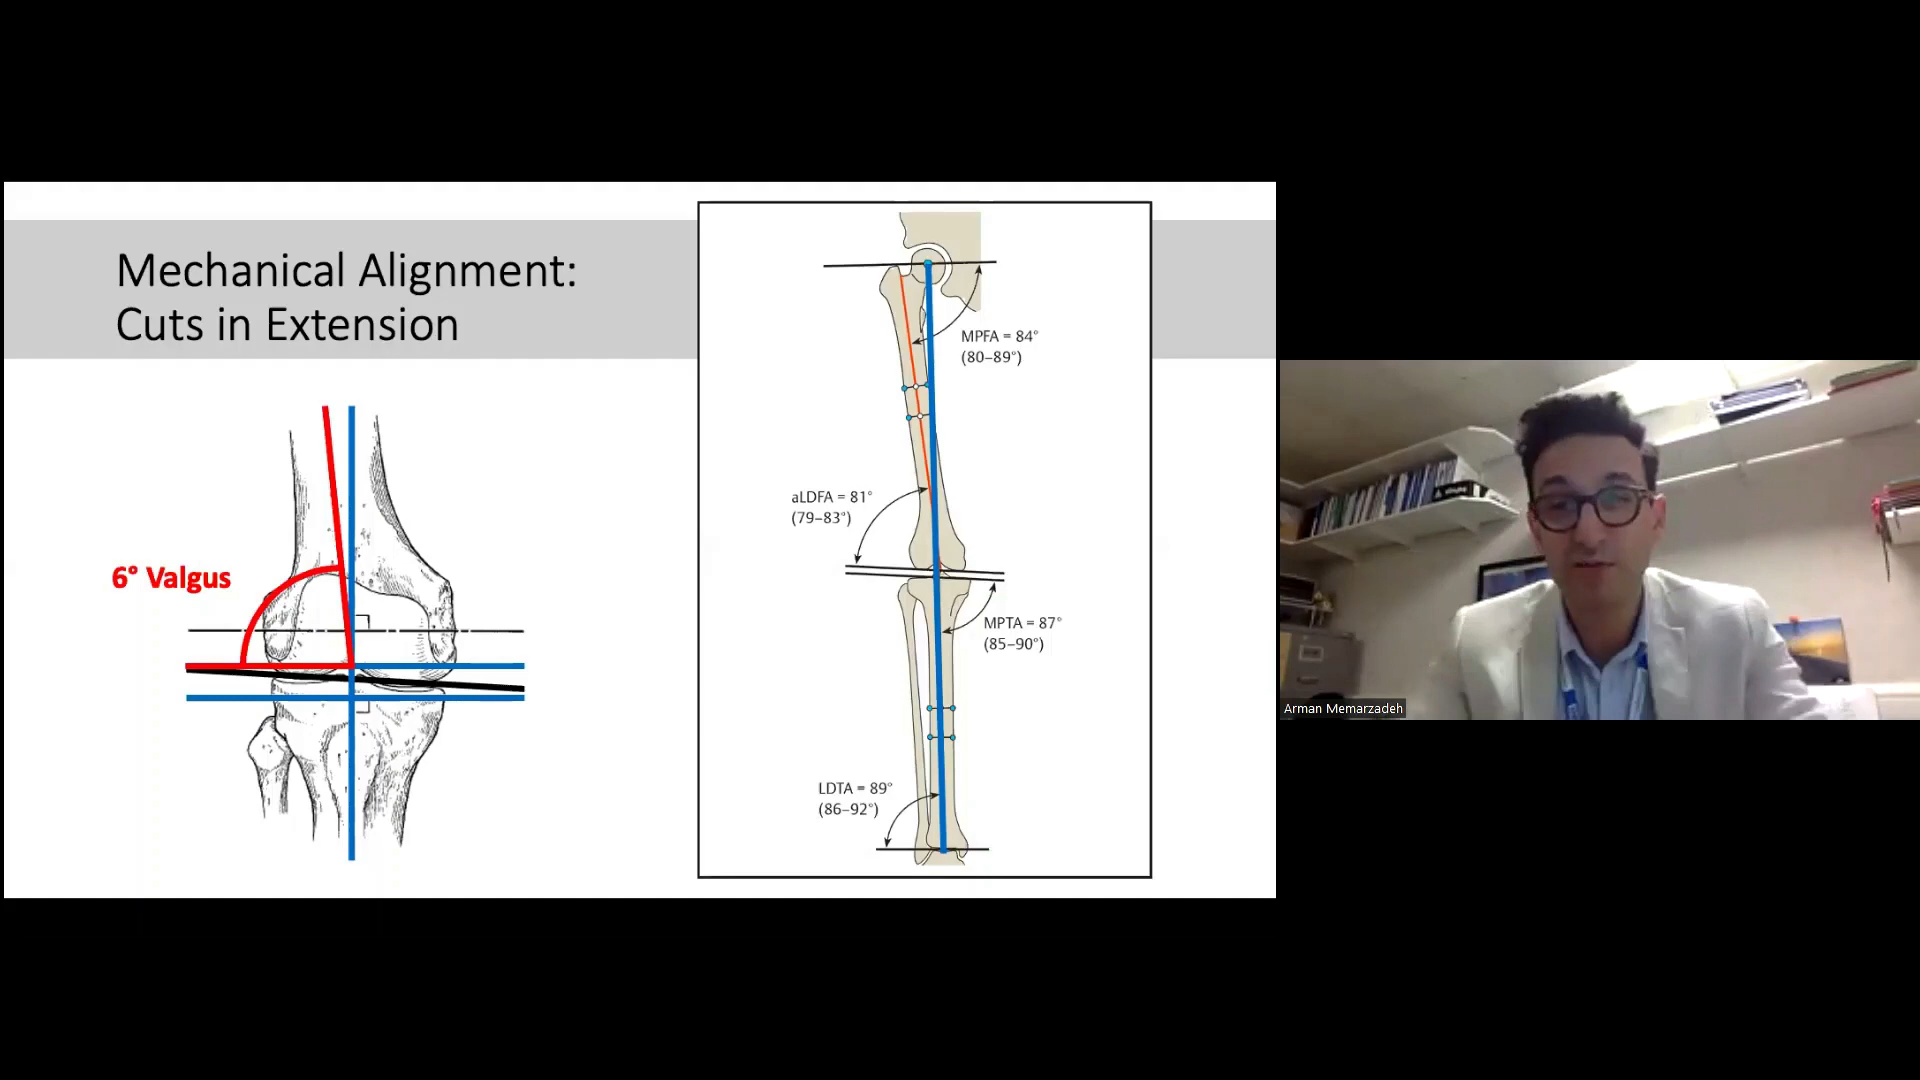 Mechanical Alignment:
Cuts in Extension
6° Valgus
MPFA = 84°
(80–89°)
aLDFA = 81°
(79–83°)
MPTA = 87°
(85–90°)
LDTA = 89°
(86–92°)
Arman Memarzadeh